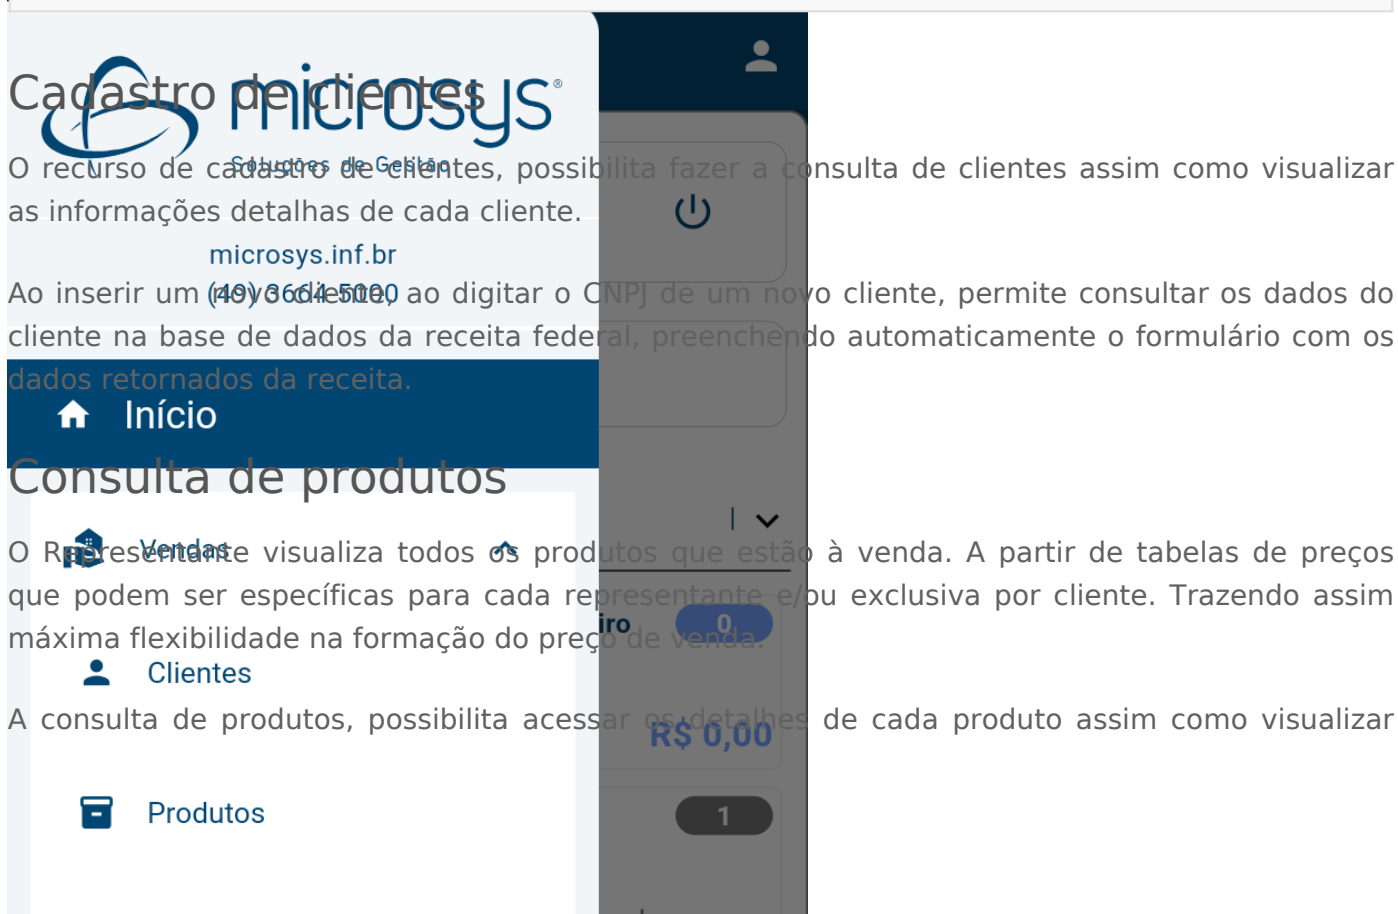 Cadastro de clientes
microsys®
Soluções de Gestão
O recurso de cadastro de clientes, possibilita fazer a consulta de clientes assim como visualizar
as informações detalhas de cada cliente.
microsys.inf.br
(49) 3664 5000
Ao inserir um novo cliente, ao digitar o CNPJ de um novo cliente, permite consultar os dados do
cliente na base de dados da receita federal, preenchendo automaticamente o formulário com os
dados retornados da receita.
Início
Consulta de produtos
Vendas
O Representante visualiza todos os produtos que estão à venda. A partir de tabelas de preços
que podem ser específicas para cada representante e/ou exclusiva por cliente. Trazendo assim
iro 0
máxima flexibilidade na formação do preço de venda.
Clientes
A consulta de produtos, possibilita acessar os detalhes de cada produto assim como visualizar
R$ 0,00
Produtos
1